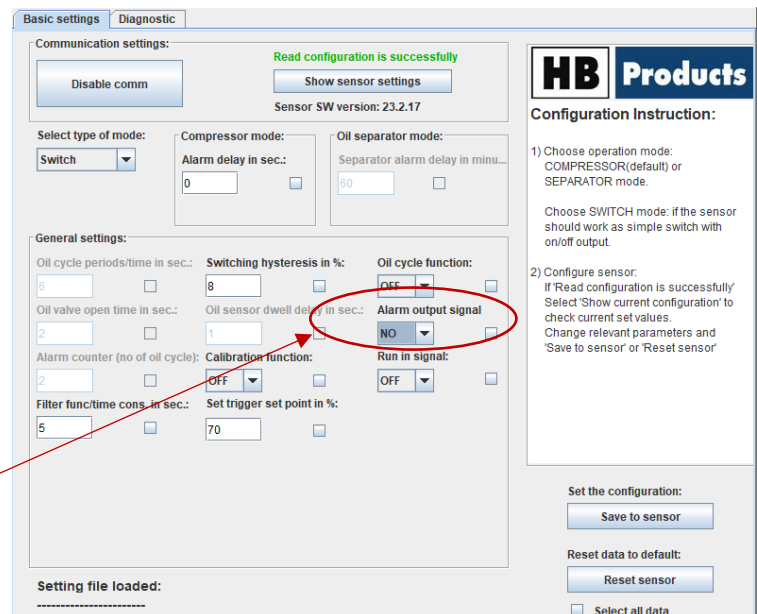 Basic settings Diagnostic
Communication settings:
Read configuration is successfully
Disable comm
Show sensor settings
Sensor SW version: 23.2.17
Select type of mode:
Switch
Compressor mode:
Alarm delay in sec.:
0
Oil separator mode:
Separator alarm delay in minu...
60
General settings:
Oil cycle periods/time in sec.: Switching hysteresis in %: Oil cycle function:
6 8 OFF
Oil valve open time in sec.: Oil sensor dwell delay in sec.: Alarm output signal
2 1 NO
Alarm counter (no of oil cycle): Calibration function: Run in signal:
2 OFF OFF
Filter func/time cons. in sec.: Set trigger set point in %:
5 70
Setting file loaded:
-----------------------
HB Products
Configuration Instruction:
1) Choose operation mode:
COMPRESSOR(default) or
SEPARATOR mode.
Choose SWITCH mode: if the sensor
should work as simple switch with
on/off output.
2) Configure sensor:
If 'Read configuration is successfully'
Select 'Show current configuration' to
check current set values.
Change relevant parameters and
'Save to sensor' or 'Reset sensor'
Set the configuration:
Save to sensor
Reset data to default:
Reset sensor
Select all data